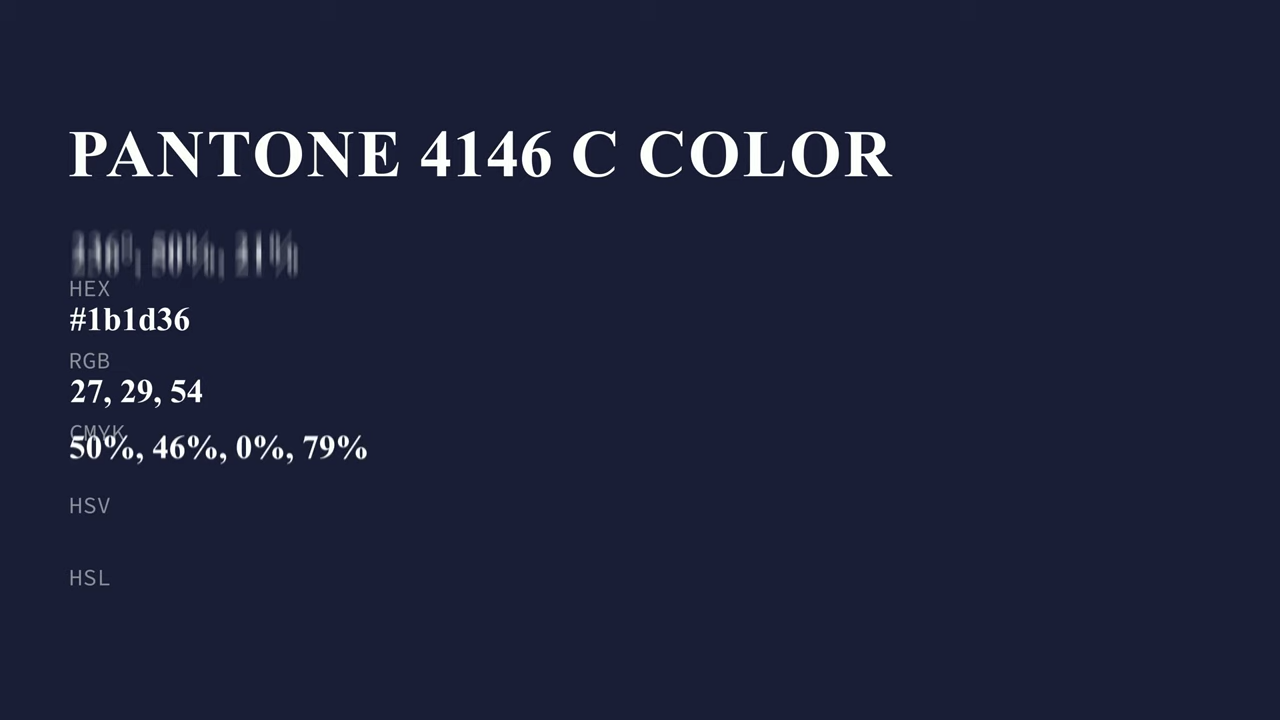 PANTONE 4146 C COLOR
HEX
#1b1d36
RGB
27, 29, 54
CMYK
50%, 46%, 0%, 79%
HSV
HSL